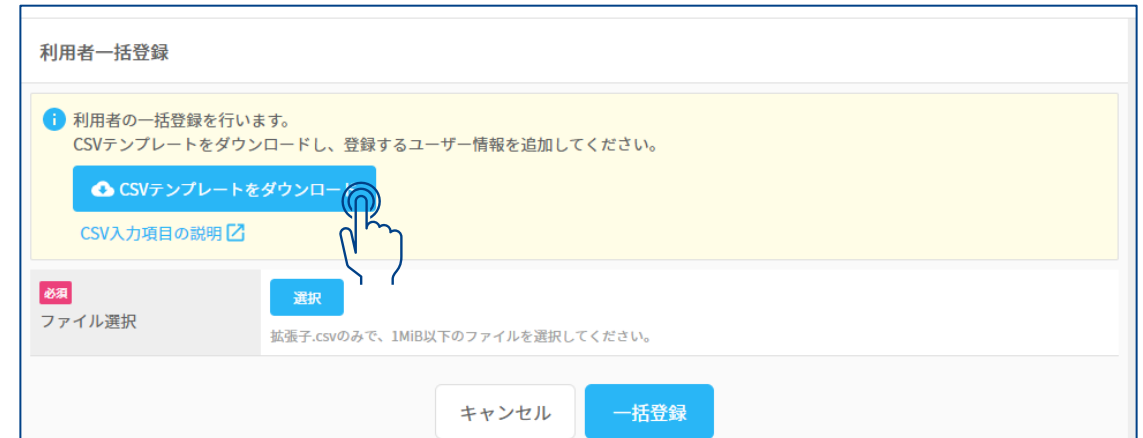 利用者一括登録
利用者の一括登録を行います。
CSVテンプレートをダウンロードし、登録するユーザー情報を追加してください。
CSVテンプレートをダウンロード
CSV入力項目の説明
必須
ファイル選択
選択
拡張子.csvのみで、1MiB以下のファイルを選択してください。
キャンセル
一括登録